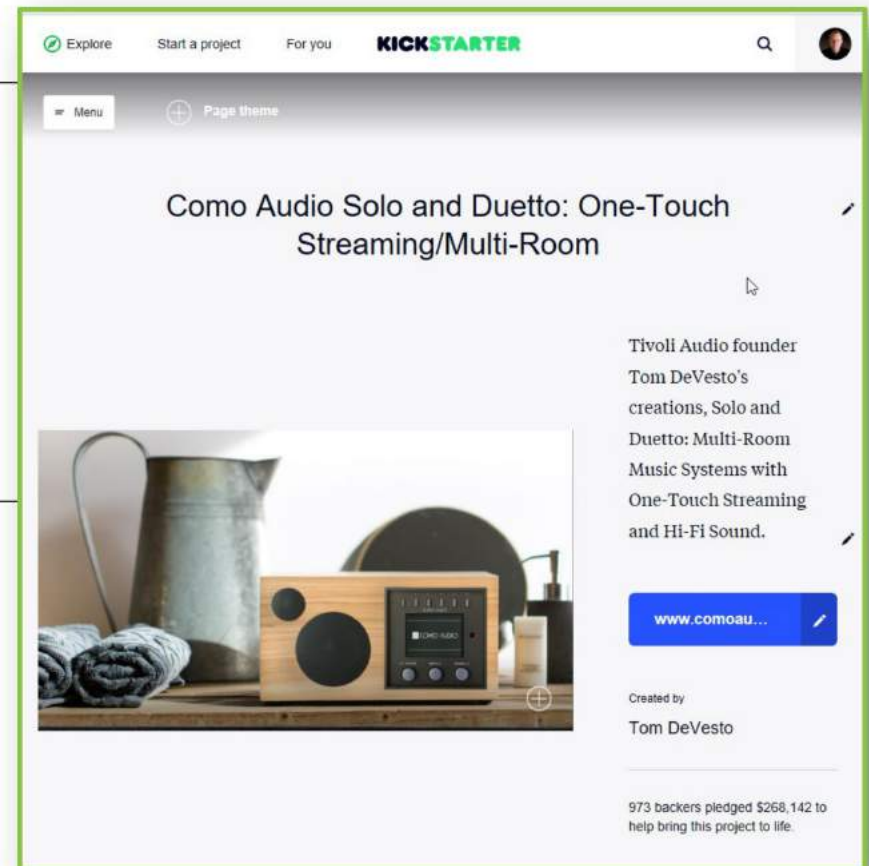 Explore Start a project For you KICKSTARTER
Menu Page theme
Como Audio Solo and Duetto: One-Touch
Streaming/Multi-Room
Tivoli Audio founder
Tom DeVesto's
creations, Solo and
Duetto: Multi-Room
Music Systems with
One-Touch Streaming
and Hi-Fi Sound.
COMO AUDIO
www.comoau...
Created by
Tom DeVesto
973 backers pledged $268,142 to
help bring this project to life.